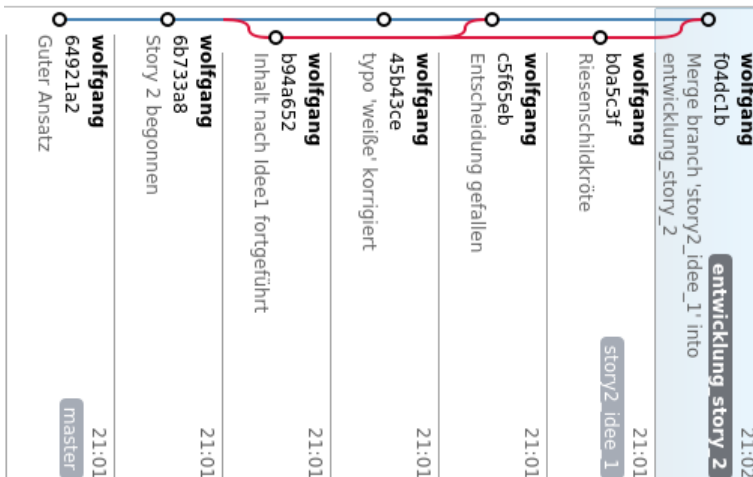 wolfgang 21:02
f04dc1b entwicklung_story_2
Merge branch 'story2_idee_1' into
entwicklung_story_2
wolfgang 21:01
b0a5c3f story2_idee_1
Riesenschildkröte
wolfgang 21:01
c5f65eb
Entscheidung gefallen
wolfgang 21:01
45b43ce
typo 'weiße' korrigiert
wolfgang 21:01
b94a652
Inhalt nach Idee1 fortgeführt
wolfgang 21:01
6b733a8
Story 2 begonnen
wolfgang 21:01
64921a2 master
Guter Ansatz